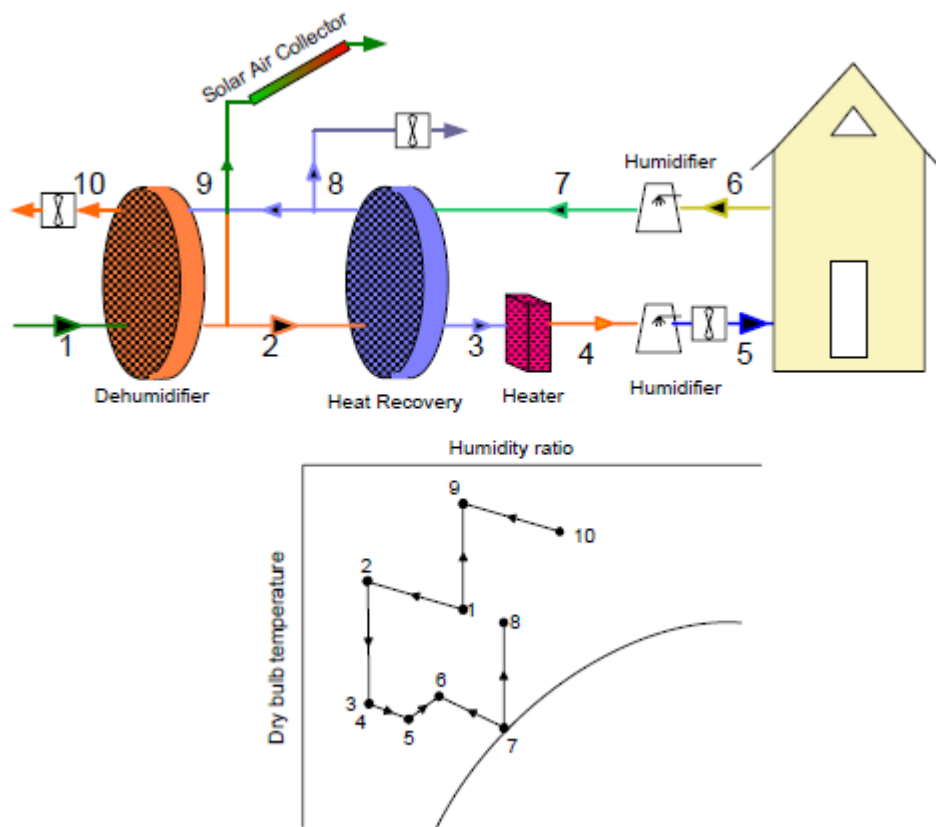 Solar Air Collector
10
9
8
7
Humidifier
6
1
2
3
4
5
Dehumidifier
Heat Recovery
Heater
Humidifier
Humidity ratio
Dry bulb temperature
9
10
2
1
8
3
4
5
6
7